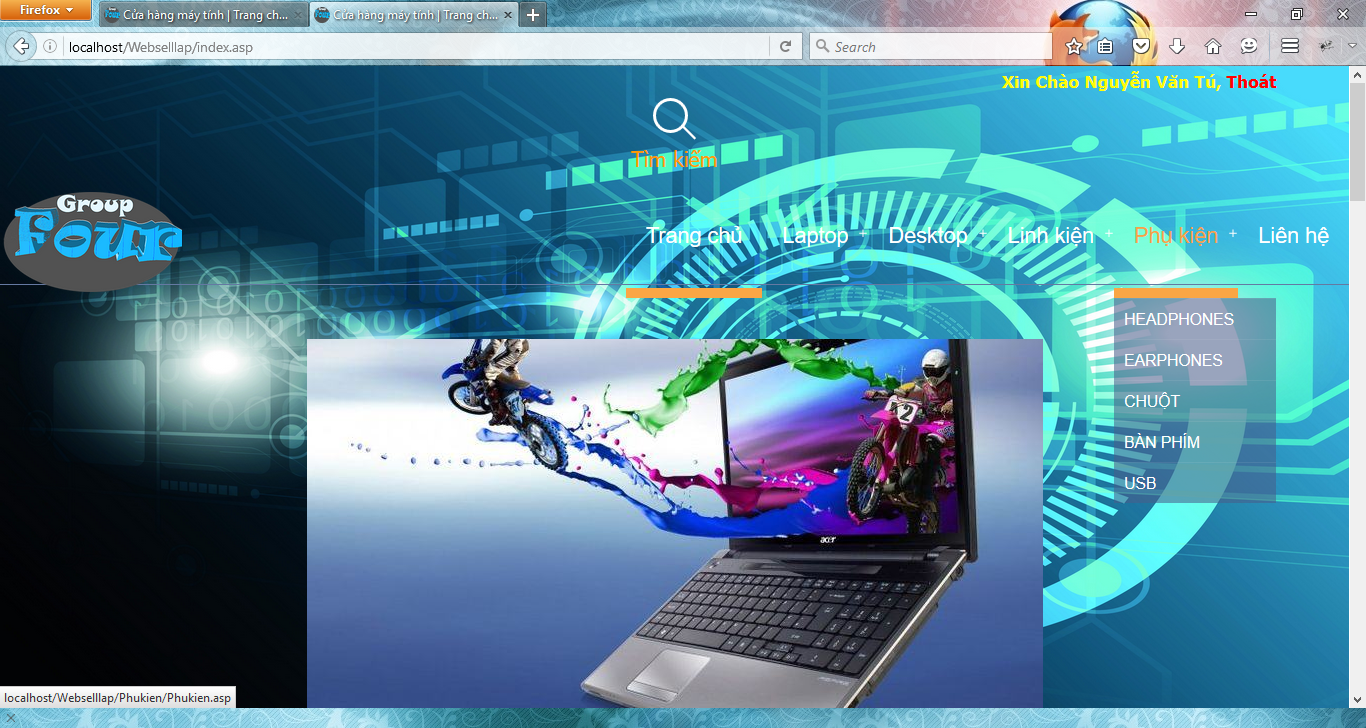 Firefox
Cửa hàng máy tính | Trang ch...
Cửa hàng máy tính | Trang ch...
localhost/Webselllap/index.asp
Search
Xin Chào Nguyễn Văn Tú, Thoát
Tìm kiếm
Group
Four
Trang chủ
Laptop +
Desktop +
Linh kiện +
Phụ kiện +
Liên hệ
HEADPHONES
EARPHONES
CHUỘT
BÀN PHÍM
USB
acer
localhost/Webselllap/Phukien/Phukien.asp